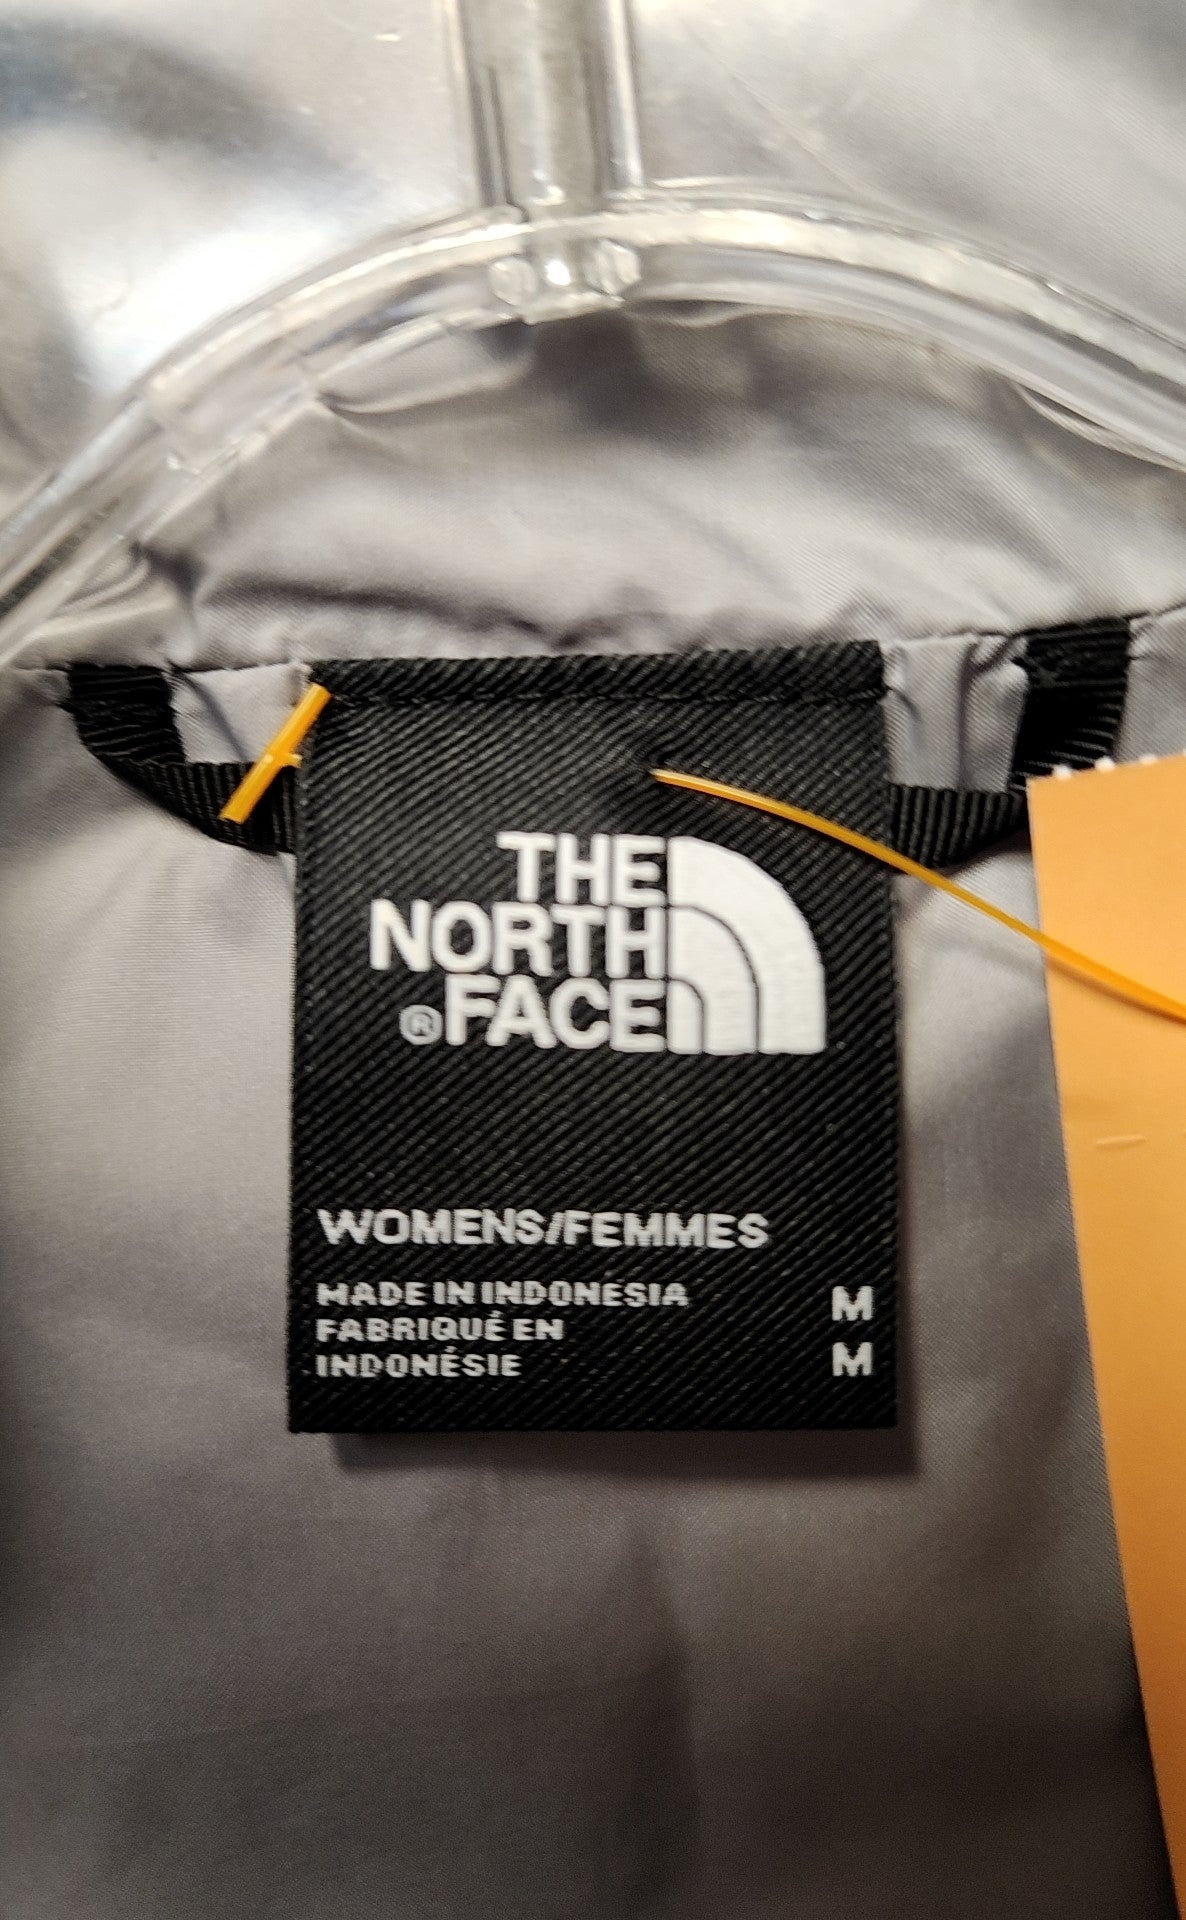 THE
NORTH
®FACE
WOMENS/FEMMES
MADE IN INDONESIA M
FABRIQUÉ EN
INDONÉSIE M